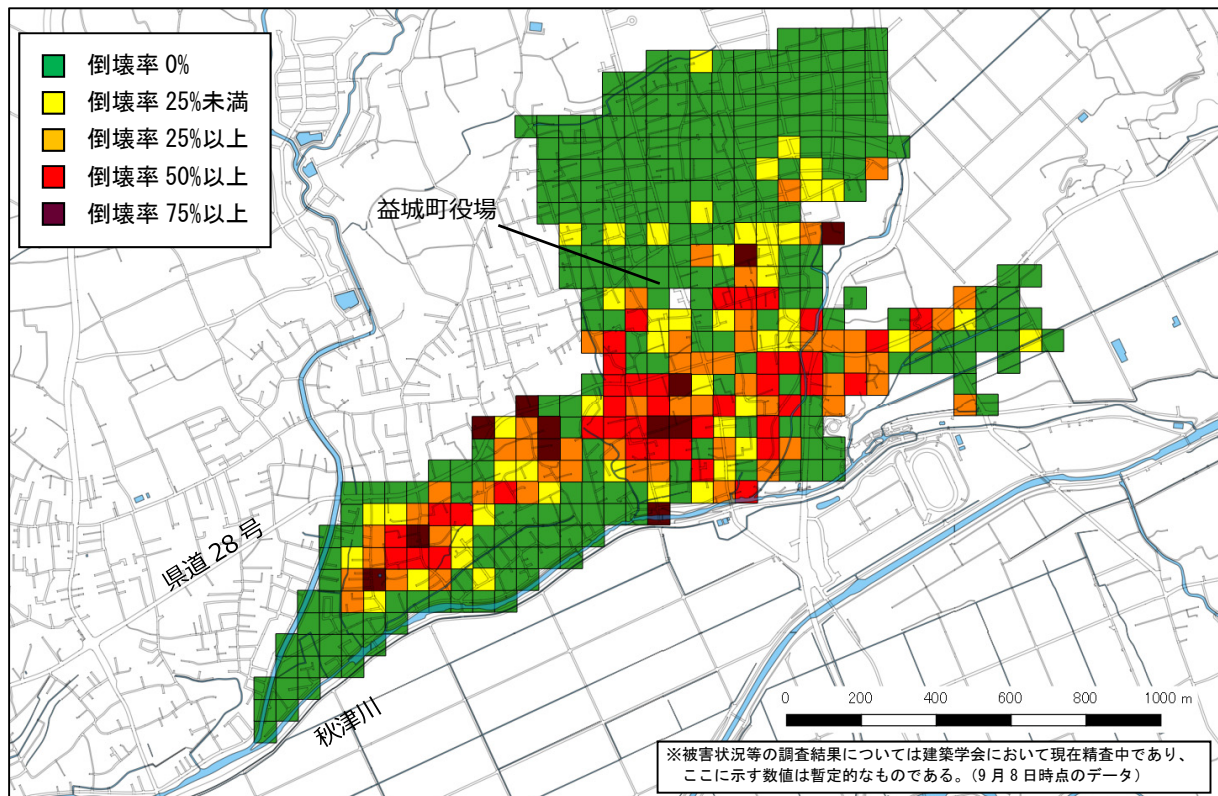 倒壊率 0%
倒壊率 25%未満
倒壊率 25%以上
倒壊率 50%以上
倒壊率 75%以上
益城町役場
県道 28 号
秋津川
0 200 400 600 800 1000 m
※被害状況等の調査結果については建築学会において現在精査中であり、
ここに示す数値は暫定的なものである。(9 月 8 日時点のデータ)